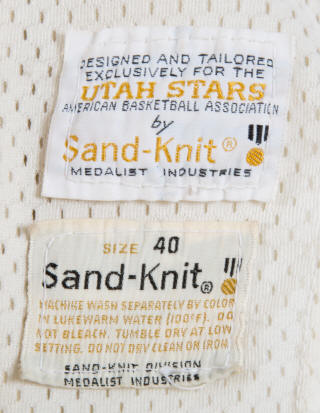 DESIGNED AND TAILORED
EXCLUSIVELY FOR THE
UTAH STARS
AMERICAN BASKETBALL ASSOCIATION
by
Sand-Knit®
MEDALIST INDUSTRIES
SIZE 40
Sand-Knit®
MACHINE WASH SEPARATELY BY COLOR
IN LUKEWARM WATER (100°F). DO
NOT BLEACH. TUMBLE DRY AT LOW
SETTING. DO NOT DRY CLEAN OR IRON.
SAND-KNIT DIVISION
MEDALIST INDUSTRIES